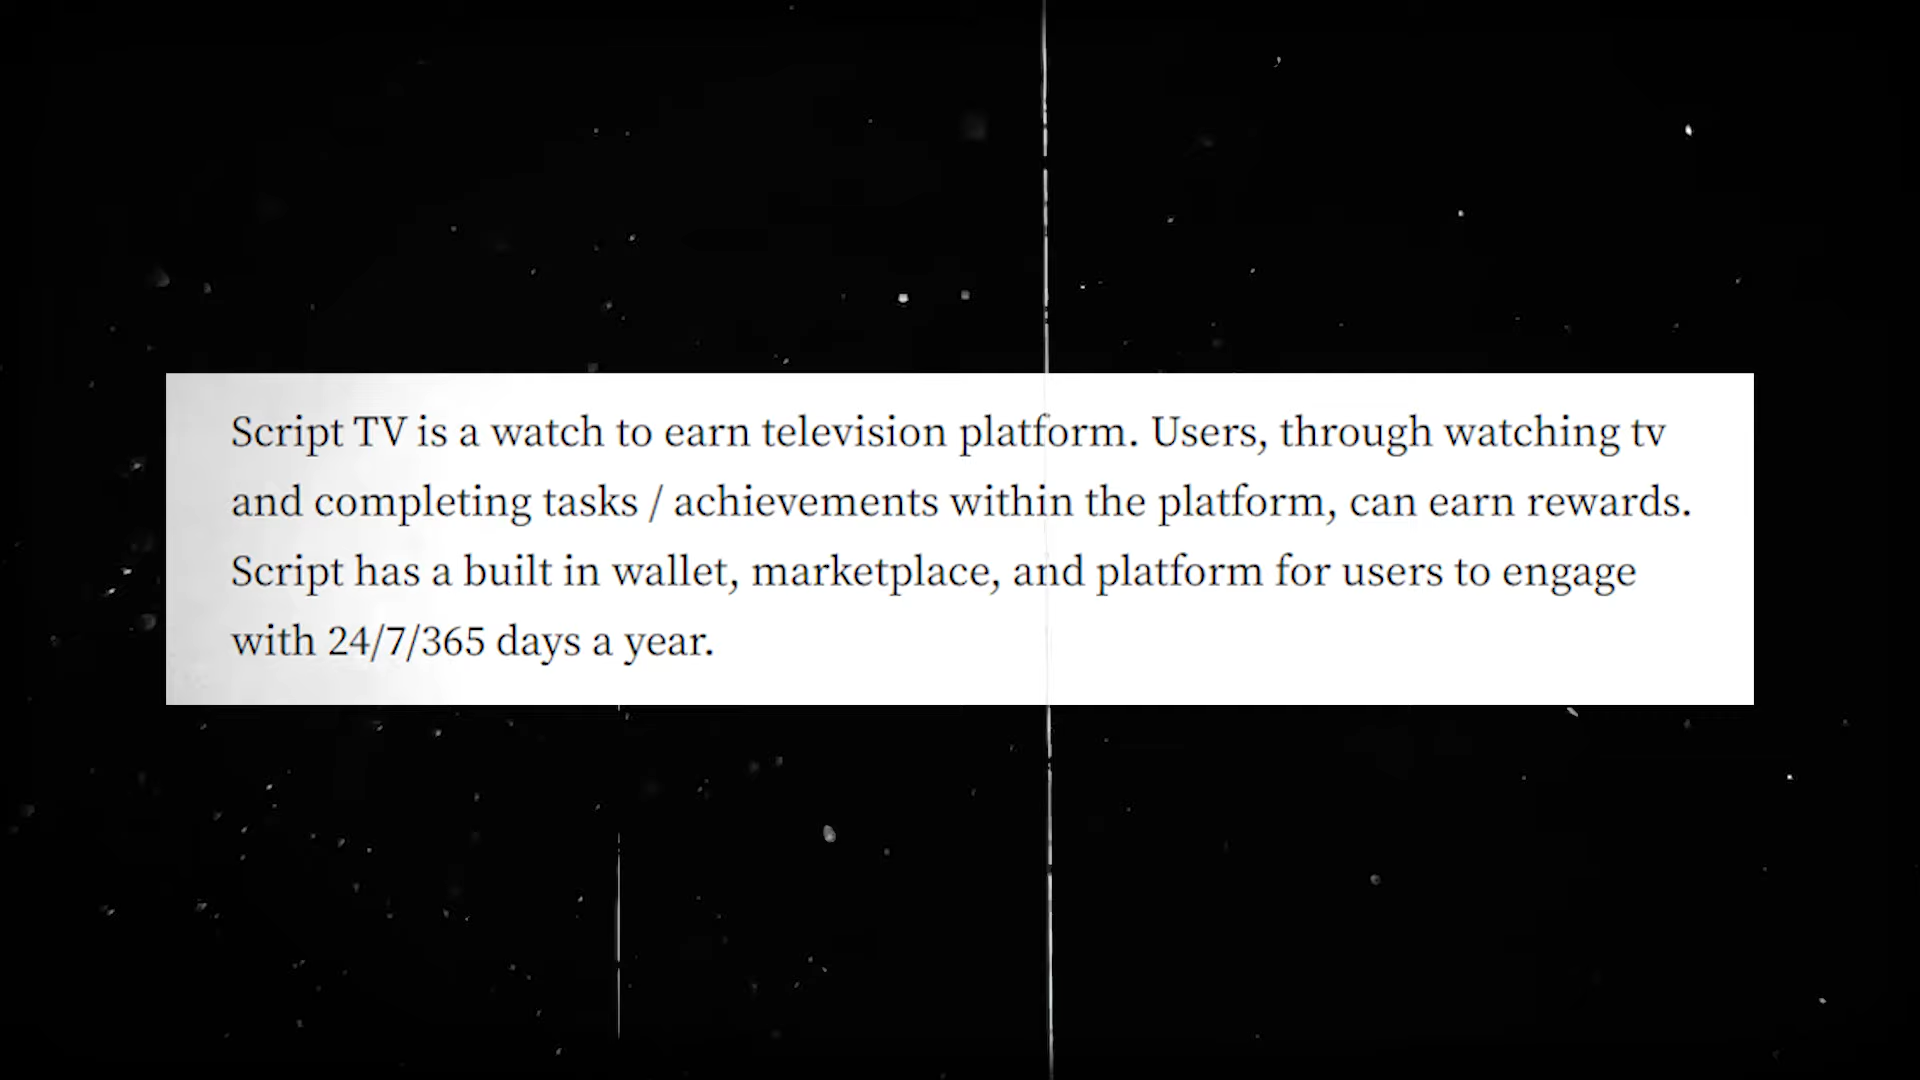 Script TV is a watch to earn television platform. Users, through watching tv
and completing tasks / achievements within the platform, can earn rewards.
Script has a built in wallet, marketplace, and platform for users to engage
with 24/7/365 days a year.